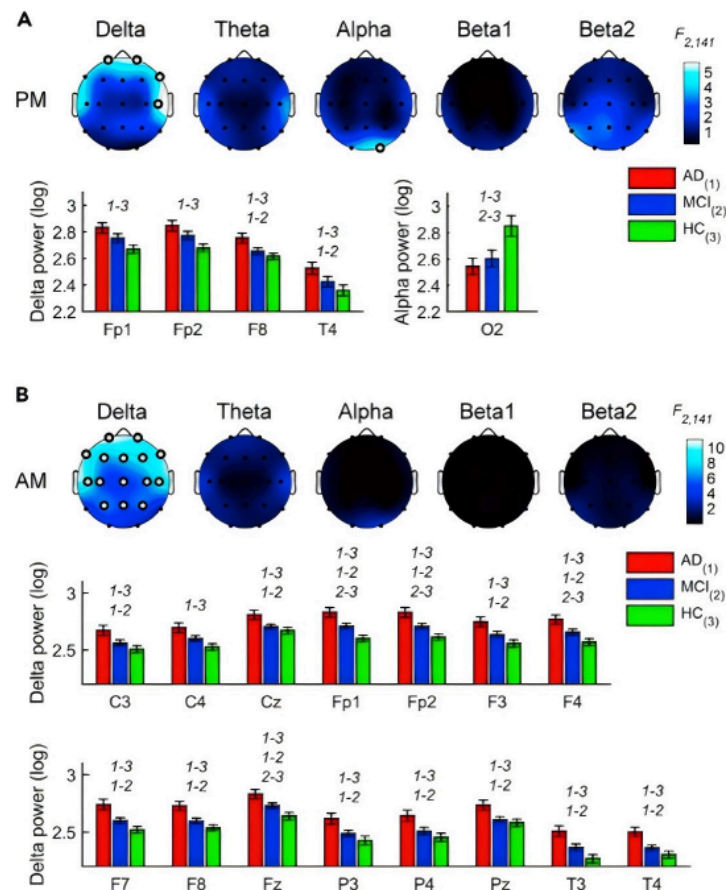 A
Delta Theta Alpha Beta1 Beta2 F2,141
PM
5
4
3
2
1
AD(1)
MCI(2)
HC(3)
Delta power (log)
3
2.8
2.6
2.4
2.2
1-3 1-3 1-3 1-3
1-2 1-2
Fp1 Fp2 F8 T4
Alpha power (log)
3
2.8
2.6
2.4
2.2
1-3
2-3
O2
B
Delta Theta Alpha Beta1 Beta2 F2,141
AM
10
8
6
4
2
AD(1)
MCI(2)
HC(3)
Delta power (log)
3
2.5
1-3 1-3 1-3 1-3 1-3 1-3 1-3
1-2 1-2 1-2 1-2 1-2 1-2
2-3 2-3 2-3
C3 C4 Cz Fp1 Fp2 F3 F4
Delta power (log)
3
2.5
1-3 1-3 1-3 1-3 1-3 1-3 1-3 1-3
1-2 1-2 1-2 1-2 1-2 1-2 1-2 1-2
2-3
F7 F8 Fz P3 P4 Pz T3 T4